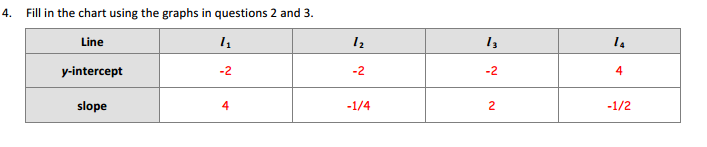 4. Fill in the chart using the graphs in questions 2 and 3.
Line l₁ l₂ l₃ l₄
y-intercept -2 -2 -2 4
slope 4 -1/4 2 -1/2